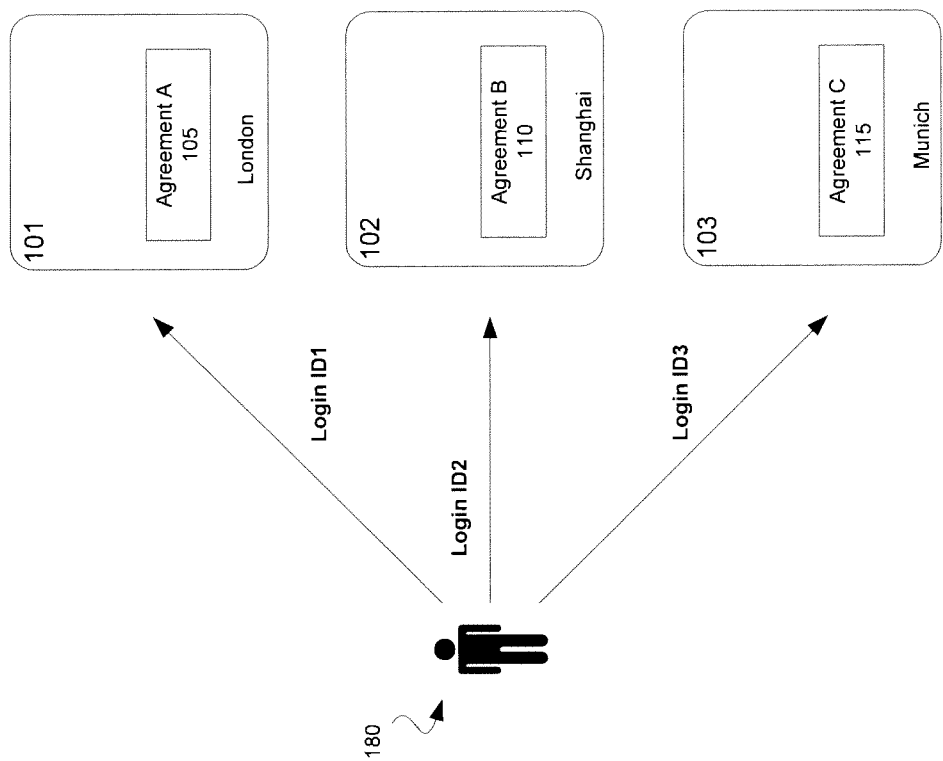 101
Agreement A
105
London
Login ID1
102
Agreement B
110
Shanghai
Login ID2
103
Agreement C
115
Munich
Login ID3
180